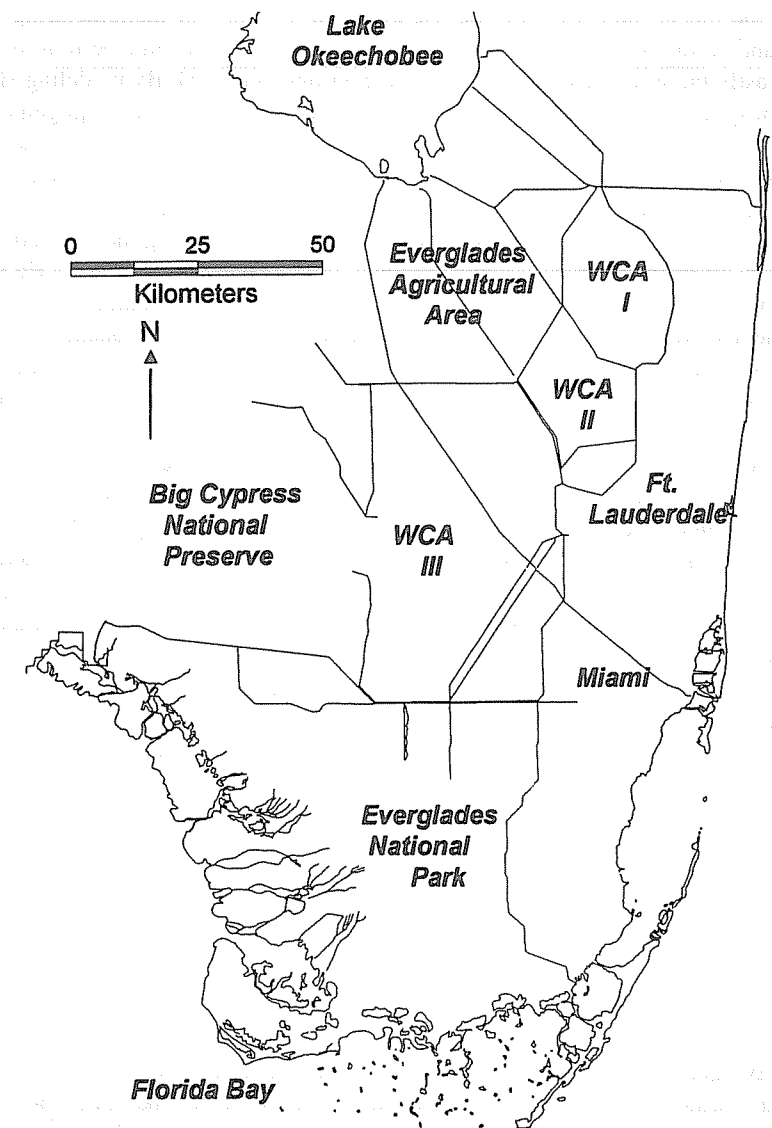 Lake
Okeechobee
0 25 50
Kilometers
N
Everglades
Agricultural
Area
WCA
I
WCA
II
Ft.
Lauderdale
Big Cypress
National
Preserve
WCA
III
Miami
Everglades
National
Park
Florida Bay